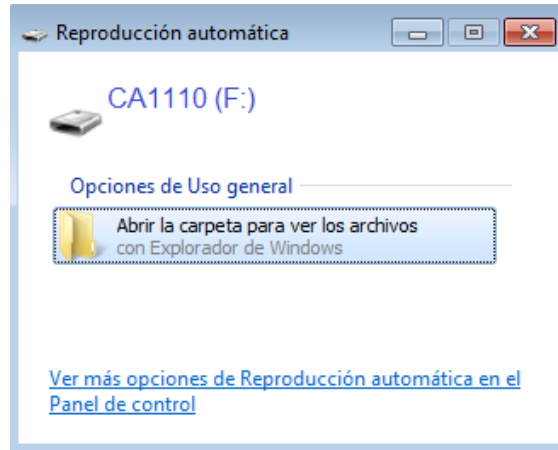 Reproducción automática
CA1110 (F:)
Opciones de Uso general
Abrir la carpeta para ver los archivos
con Explorador de Windows
Ver más opciones de Reproducción automática en el
Panel de control